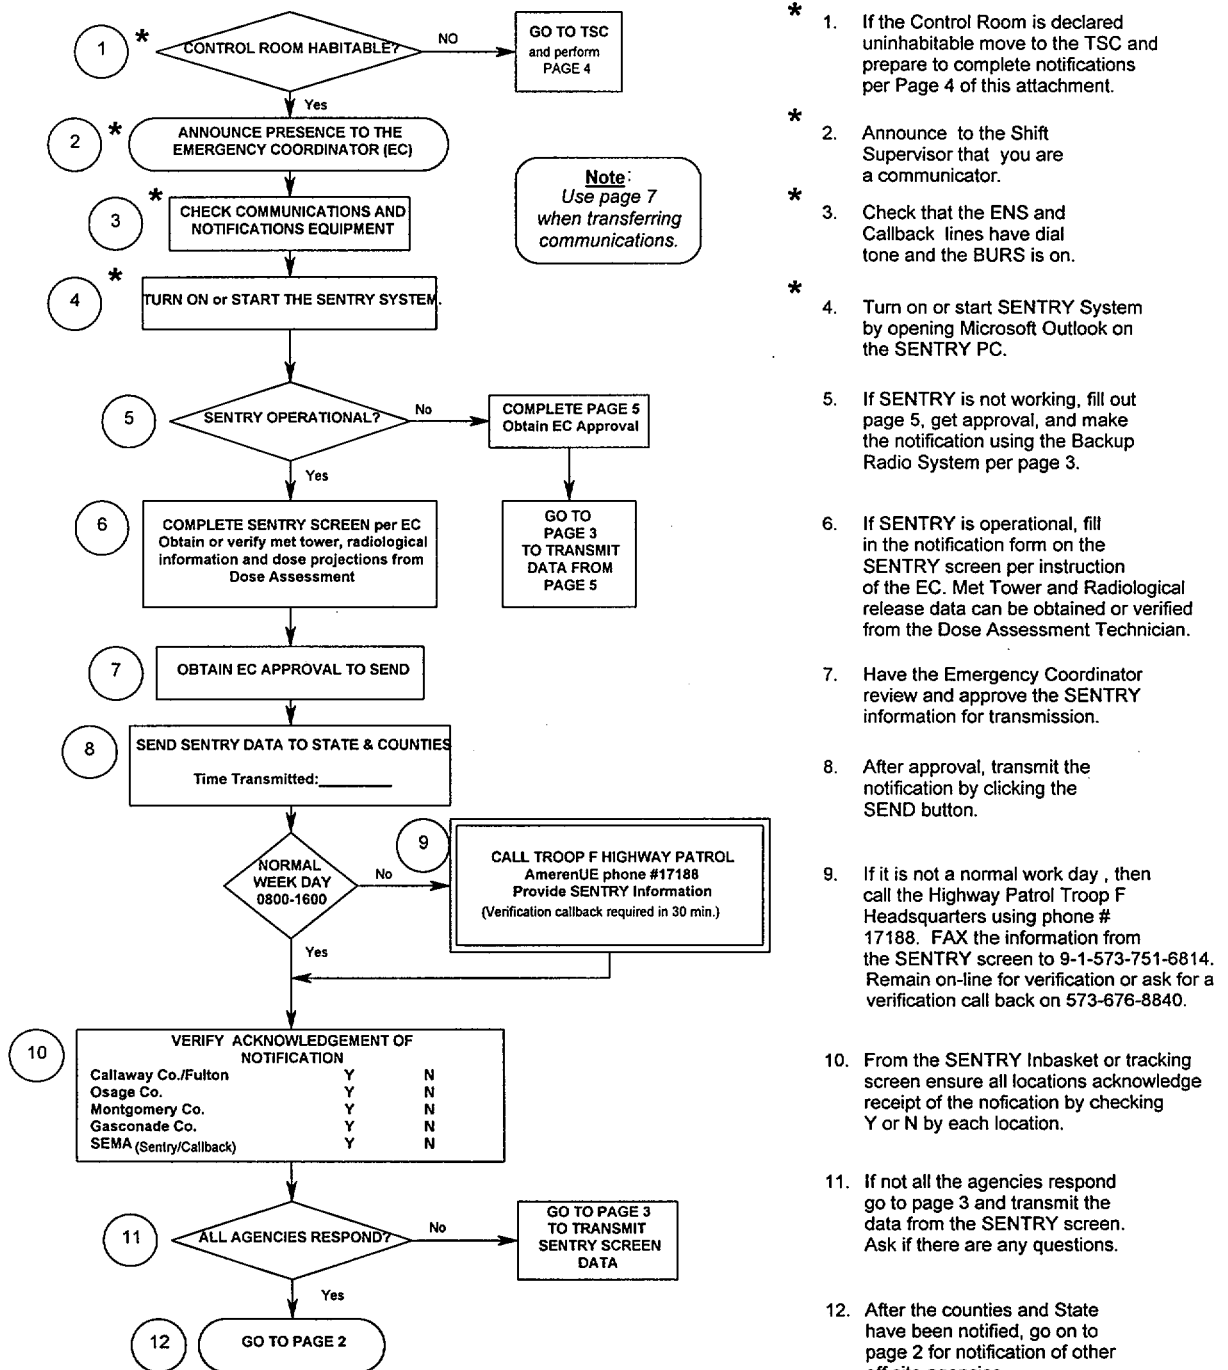 1
*
CONTROL ROOM HABITABLE?
NO
GO TO TSC
and perform
PAGE 4
Yes
2
*
ANNOUNCE PRESENCE TO THE
EMERGENCY COORDINATOR (EC)
Note:
Use page 7
when transferring
communications.
3
*
CHECK COMMUNICATIONS AND
NOTIFICATIONS EQUIPMENT
4
*
TURN ON or START THE SENTRY SYSTEM.
5
SENTRY OPERATIONAL?
No
COMPLETE PAGE 5
Obtain EC Approval
Yes
6
COMPLETE SENTRY SCREEN per EC
Obtain or verify met tower, radiological
information and dose projections from
Dose Assessment
GO TO
PAGE 3
TO TRANSMIT
DATA FROM
PAGE 5
7
OBTAIN EC APPROVAL TO SEND
8
SEND SENTRY DATA TO STATE & COUNTIES
Time Transmitted:________
NORMAL
WEEK DAY
0800-1600
No
9
CALL TROOP F HIGHWAY PATROL
AmerenUE phone #17188
Provide SENTRY Information
(Verification callback required in 30 min.)
Yes
10
VERIFY ACKNOWLEDGEMENT OF
NOTIFICATION
Callaway Co./Fulton Y N
Osage Co. Y N
Montgomery Co. Y N
Gasconade Co. Y N
SEMA (Sentry/Callback) Y N
11
ALL AGENCIES RESPOND?
No
GO TO PAGE 3
TO TRANSMIT
SENTRY SCREEN
DATA
Yes
12
GO TO PAGE 2
*
1. If the Control Room is declared
uninhabitable move to the TSC and
prepare to complete notifications
per Page 4 of this attachment.
*
2. Announce to the Shift
Supervisor that you are
a communicator.
*
3. Check that the ENS and
Callback lines have dial
tone and the BURS is on.
*
4. Turn on or start SENTRY System
by opening Microsoft Outlook on
the SENTRY PC.
5. If SENTRY is not working, fill out
page 5, get approval, and make
the notification using the Backup
Radio System per page 3.
6. If SENTRY is operational, fill
in the notification form on the
SENTRY screen per instruction
of the EC. Met Tower and Radiological
release data can be obtained or verified
from the Dose Assessment Technician.
7. Have the Emergency Coordinator
review and approve the SENTRY
information for transmission.
8. After approval, transmit the
notification by clicking the
SEND button.
9. If it is not a normal work day , then
call the Highway Patrol Troop F
Headsquarters using phone #
17188. FAX the information from
the SENTRY screen to 9-1-573-751-6814.
Remain on-line for verification or ask for a
verification call back on 573-676-8840.
10. From the SENTRY Inbasket or tracking
screen ensure all locations acknowledge
receipt of the nofication by checking
Y or N by each location.
11. If not all the agencies respond
go to page 3 and transmit the
data from the SENTRY screen.
Ask if there are any questions.
12. After the counties and State
have been notified, go on to
page 2 for notification of other